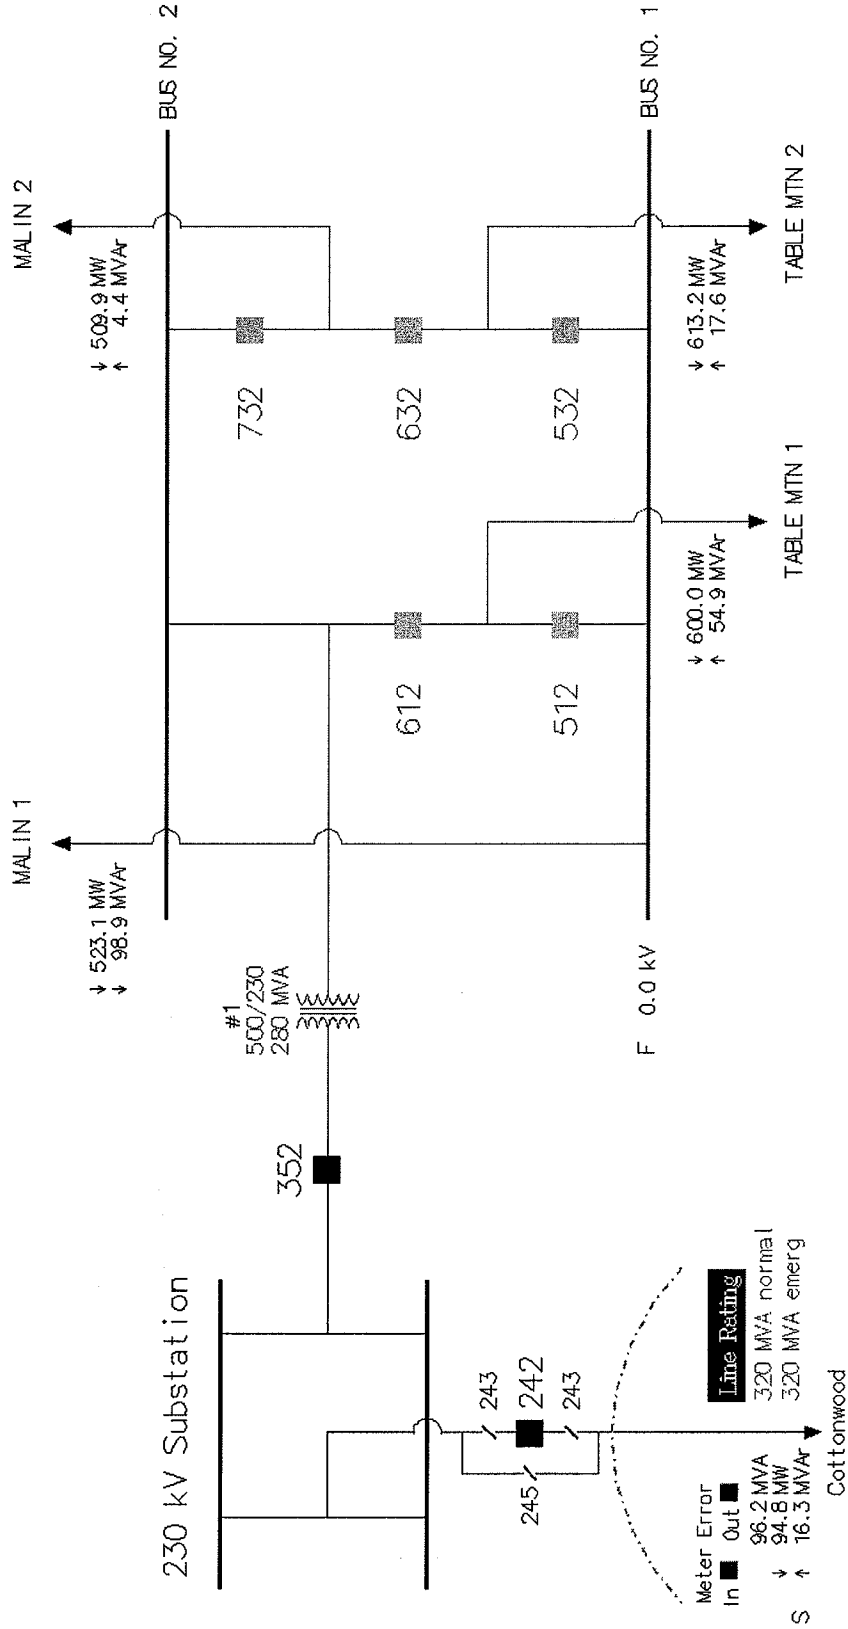 230 kV Substation
352
#1
500/230
280 MVA
MALIN 1
↓ 523.1 MW
↓ 98.9 MVAr
MALIN 2
↓ 509.9 MW
↑ 4.4 MVAr
BUS NO. 2
732
632
532
612
512
BUS NO. 1
F 0.0 kV
↓ 600.0 MW
↑ 54.9 MVAr
TABLE MTN 1
↓ 613.2 MW
↑ 17.6 MVAr
TABLE MTN 2
243
242
243
245
Line Rating
320 MVA normal
320 MVA emerg
Meter Error
In Out
96.2 MVA
↓ 94.8 MW
S ↑ 16.3 MVAr
Cottonwood